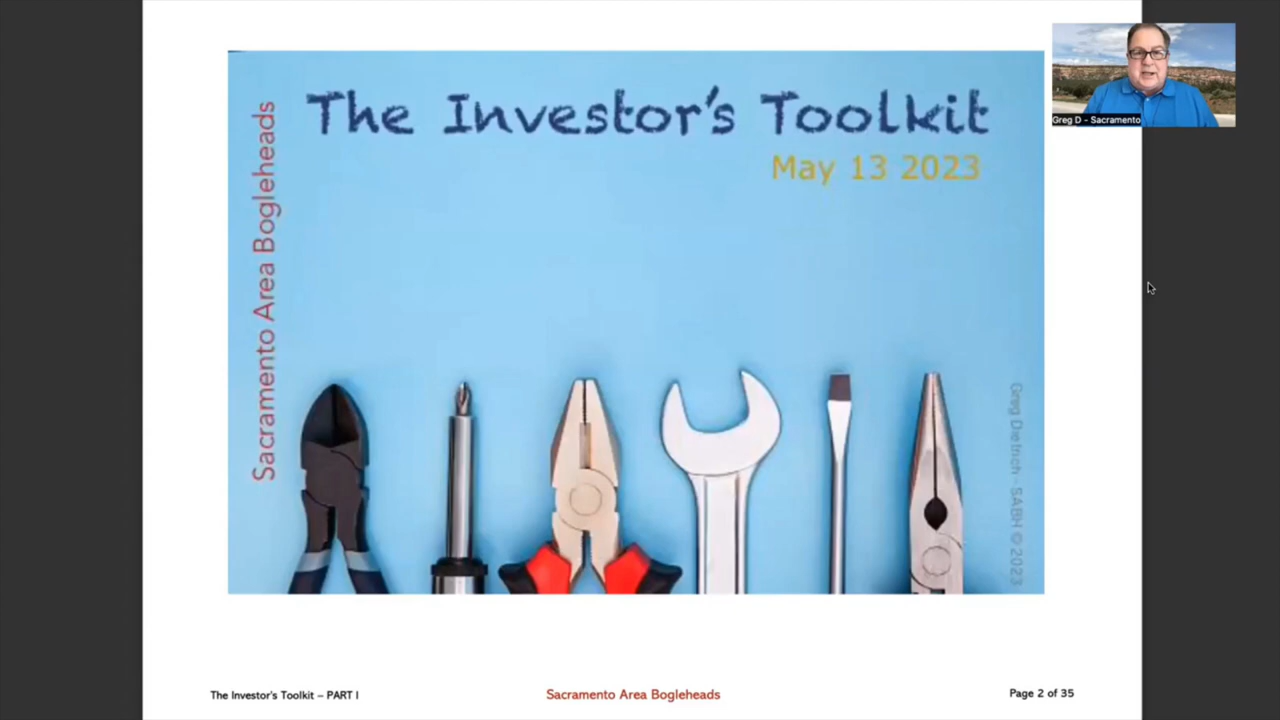 The Investor's Toolkit
May 13 2023
Sacramento Area Bogleheads
Greg Dietrich - SABH © 2023
Greg D - Sacramento
The Investor's Toolkit – PART I
Sacramento Area Bogleheads
Page 2 of 35